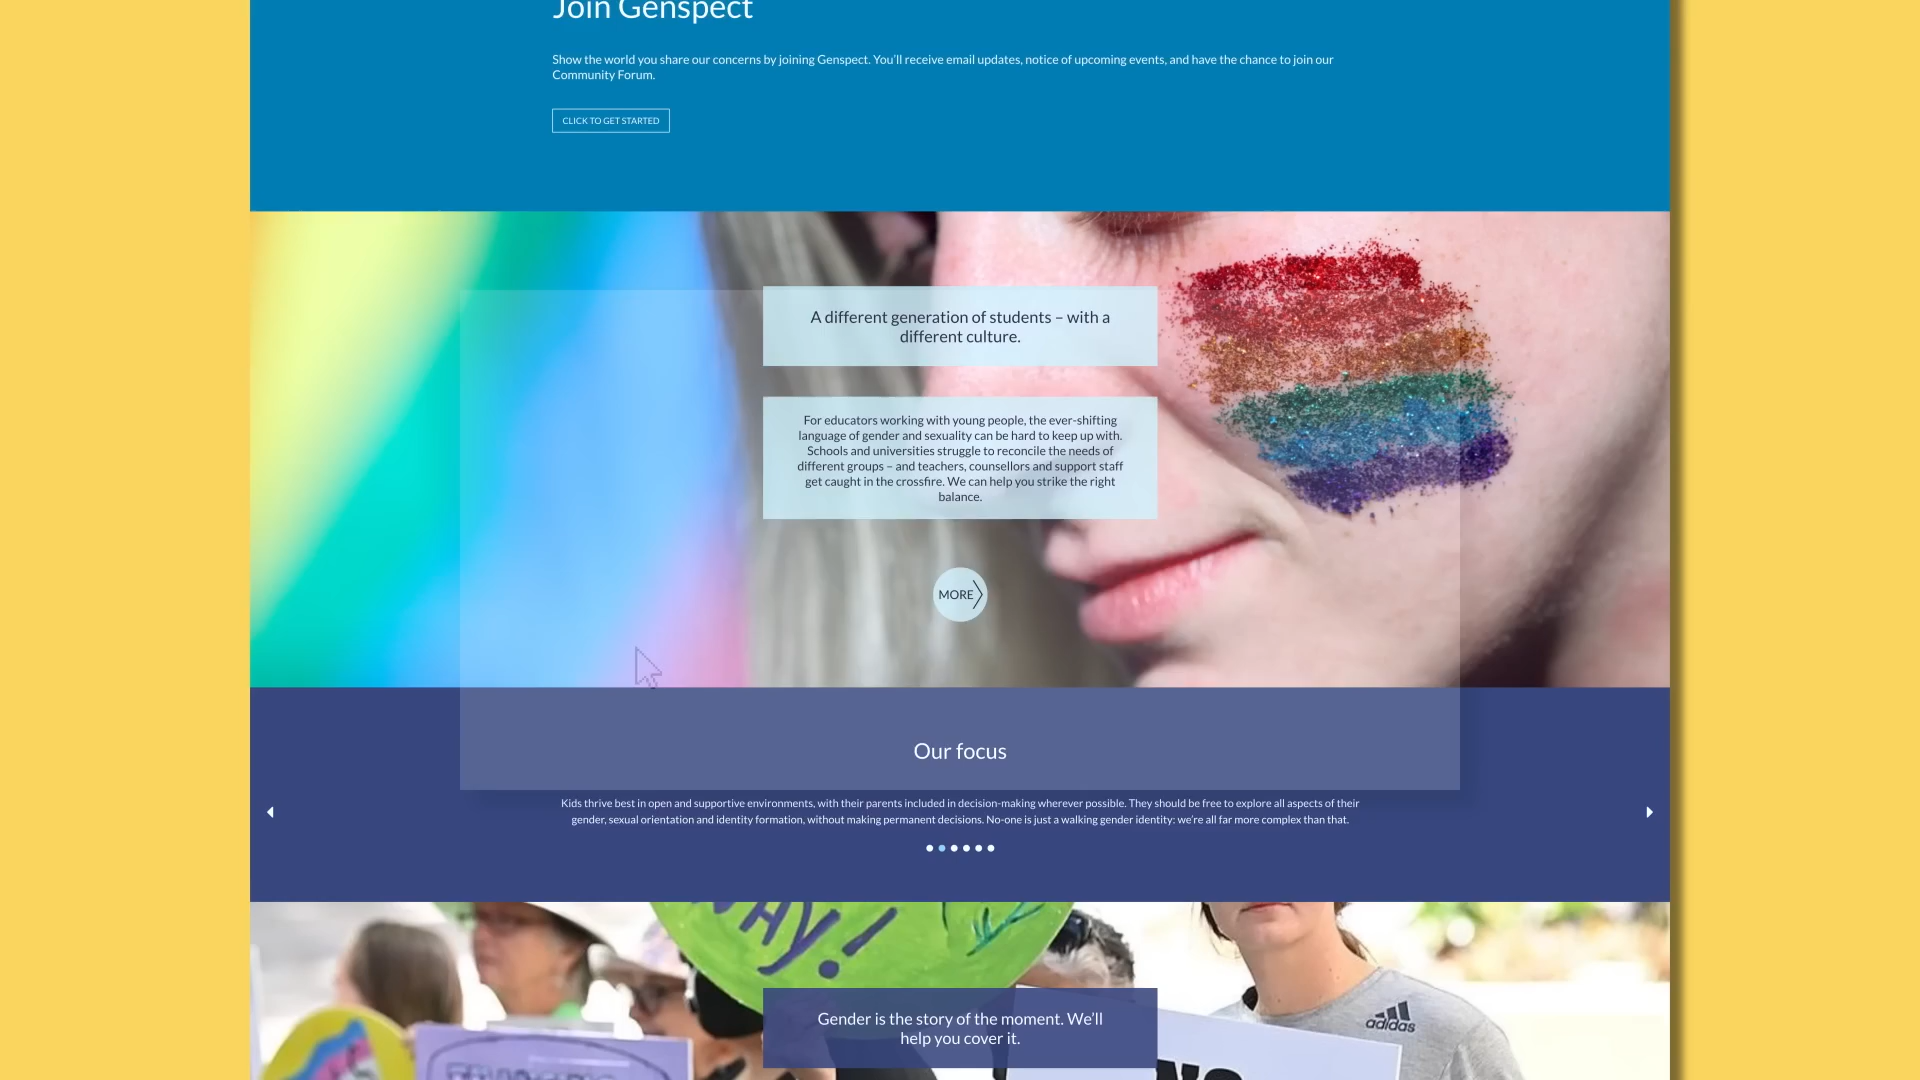 Join Genspect
Show the world you share our concerns by joining Genspect. You'll receive email updates, notice of upcoming events, and have the chance to join our
Community Forum.
CLICK TO GET STARTED
A different generation of students – with a
different culture.
For educators working with young people, the ever-shifting
language of gender and sexuality can be hard to keep up with.
Schools and universities struggle to reconcile the needs of
different groups – and teachers, counsellors and support staff
get caught in the crossfire. We can help you strike the right
balance.
MORE
Our focus
Kids thrive best in open and supportive environments, with their parents included in decision-making wherever possible. They should be free to explore all aspects of their
gender, sexual orientation and identity formation, without making permanent decisions. No-one is just a walking gender identity: we're all far more complex than that.
adidas
Gender is the story of the moment. We'll
help you cover it.